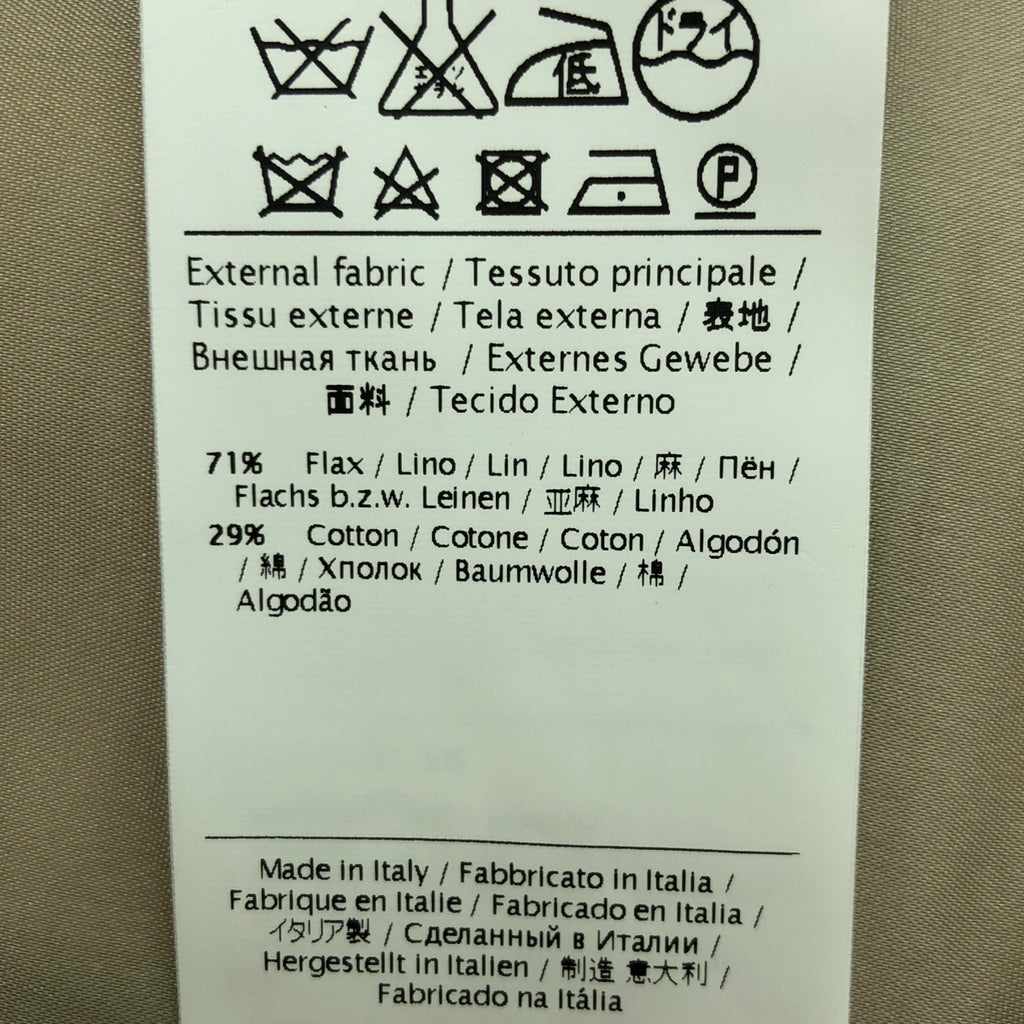 エンソ
サラシ
低
ドライ
P
External fabric / Tessuto principale /
Tissu externe / Tela externa / 表地 /
Внешная ткань / Externes Gewebe /
面料 / Tecido Externo
71% Flax / Lino / Lin / Lino / 麻 / Пён /
Flachs b.z.w. Leinen / 亚麻 / Linho
29% Cotton / Cotone / Coton / Algodón
/ 綿 / Хполок / Baumwolle / 棉 /
Algodão
Made in Italy / Fabbricato in Italia /
Fabrique en Italie / Fabricado en Italia /
イタリア製 / Сделанный в Италии /
Hergestellt in Italien / 制造 意大利 /
Fabricado na Itália